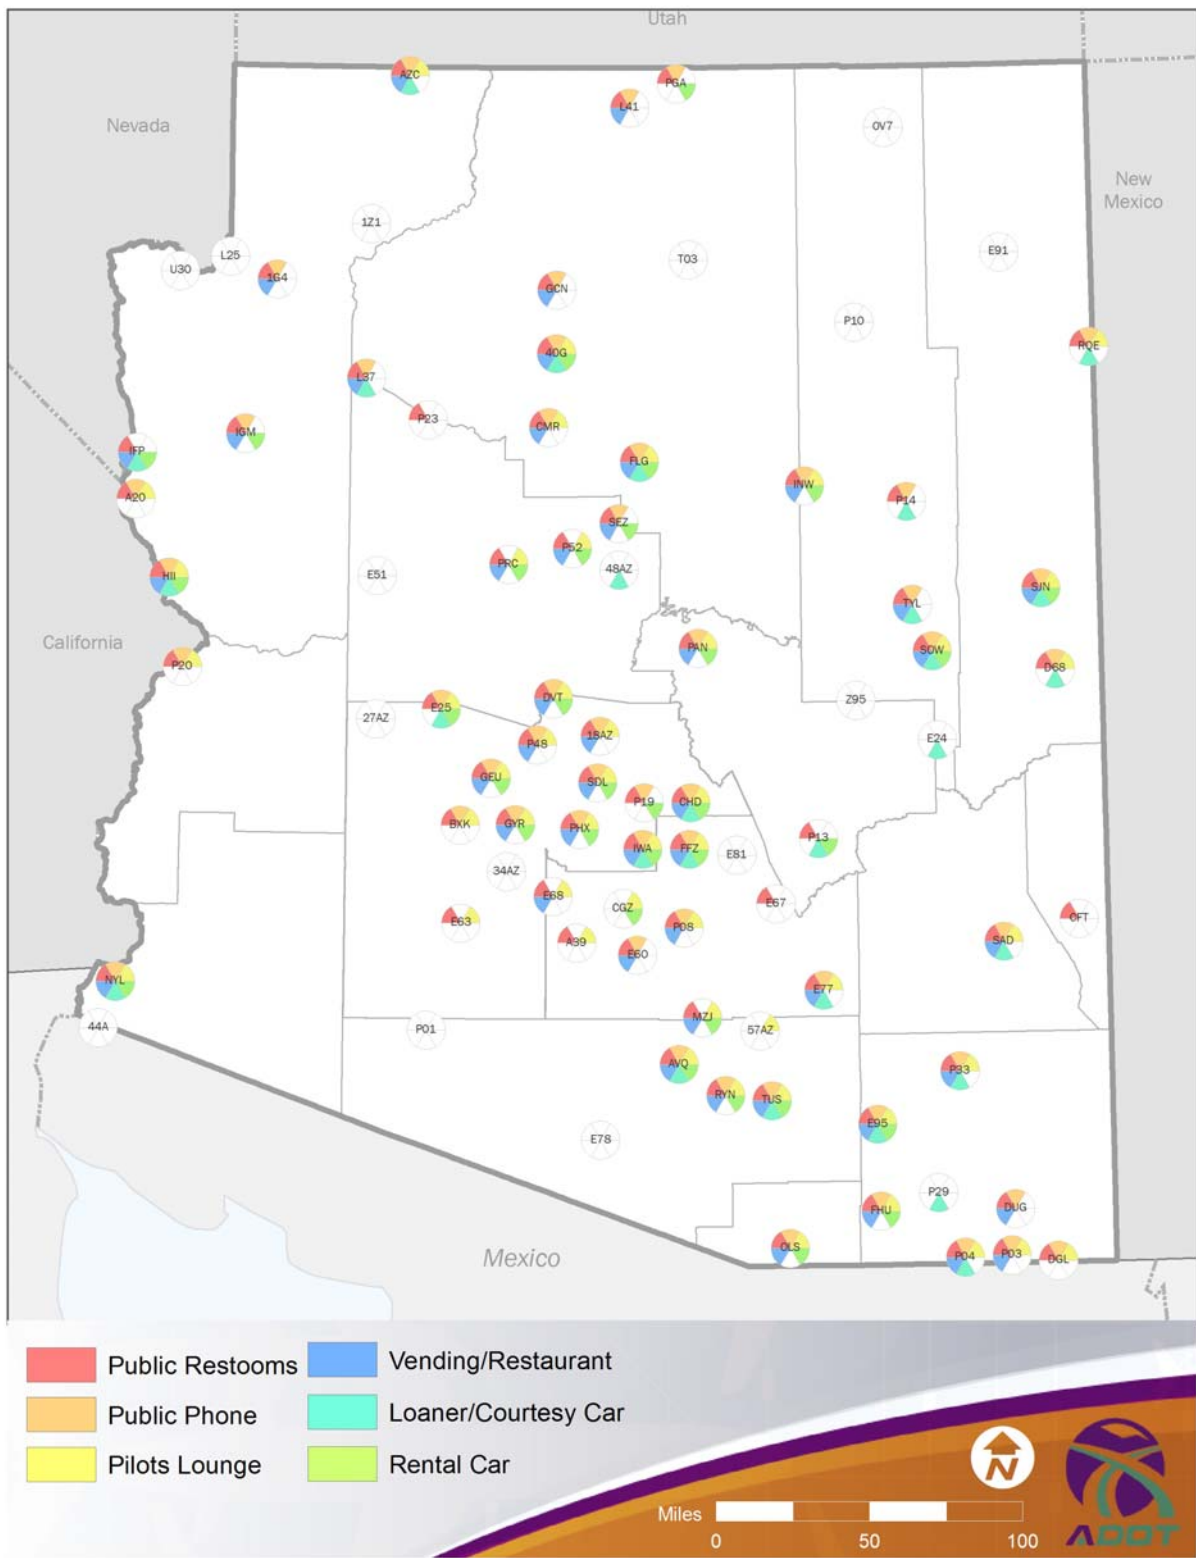 Utah
AZC
PGA
L41
Nevada
0V7
New
Mexico
1Z1
L25
E91
U30
T03
1G4
GCN
P10
RQE
40G
L37
P23
CMR
IGM
IFP
FLG
INW
A20
P14
SEZ
P52
PRC
48AZ
HII
E51
SJN
TYL
California
PAN
SOW
P20
D68
DVT
Z95
E25
27AZ
18AZ
E24
P48
GEU
SDL
P19
CHD
BXK
GYR
PHX
P13
IWA
FFZ
E81
34AZ
E68
E67
CGZ
CFT
E63
P08
A39
SAD
E60
NYL
E77
MZJ
44A
P01
57AZ
AVQ
P33
RYN
TUS
E95
E78
P29
FHU
DUG
OLS
Mexico
P04
P03
DGL
Public Restooms
Vending/Restaurant
Public Phone
Loaner/Courtesy Car
Pilots Lounge
Rental Car
N
Miles
0 50 100
ADOT